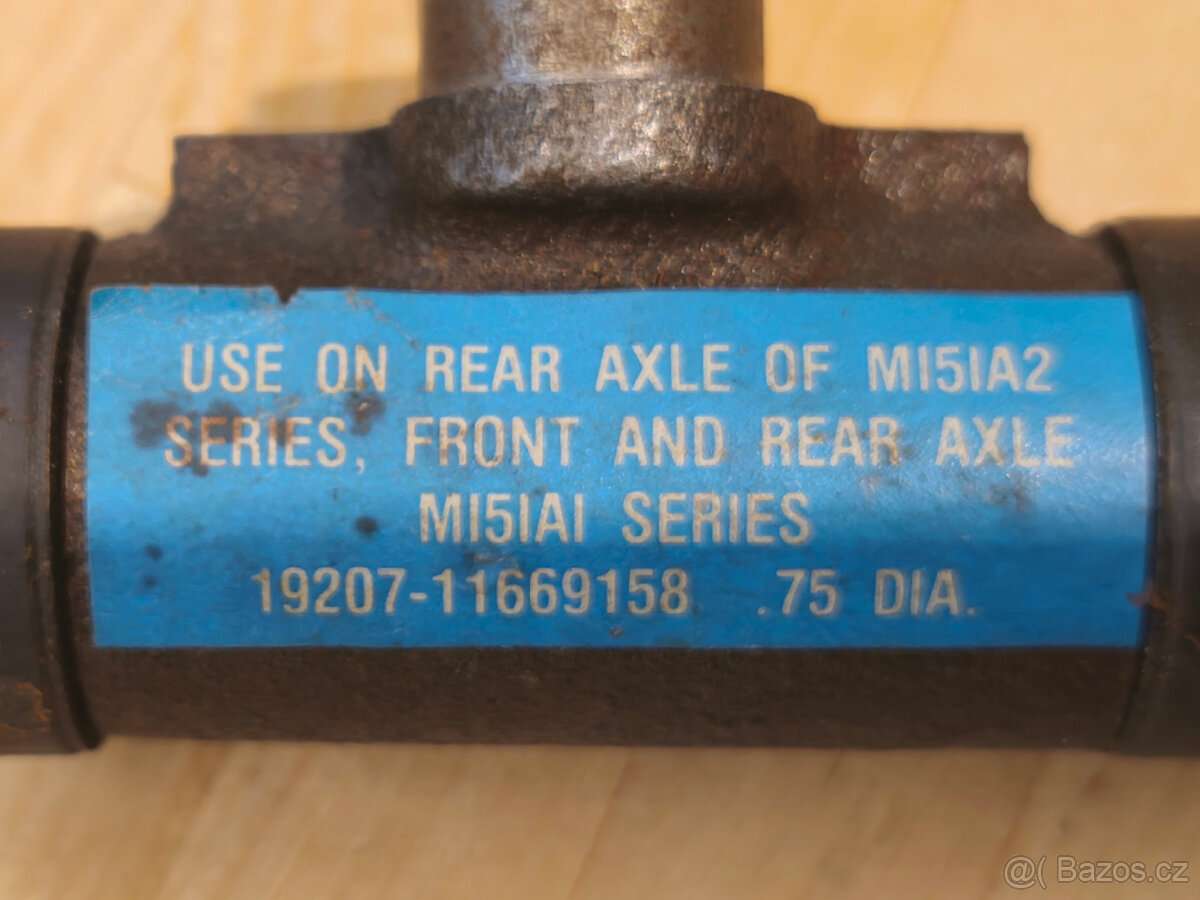 USE ON REAR AXLE OF M151A2
SERIES, FRONT AND REAR AXLE
M151A1 SERIES
19207-11669158 .75 DIA.
@( Bazos.cz